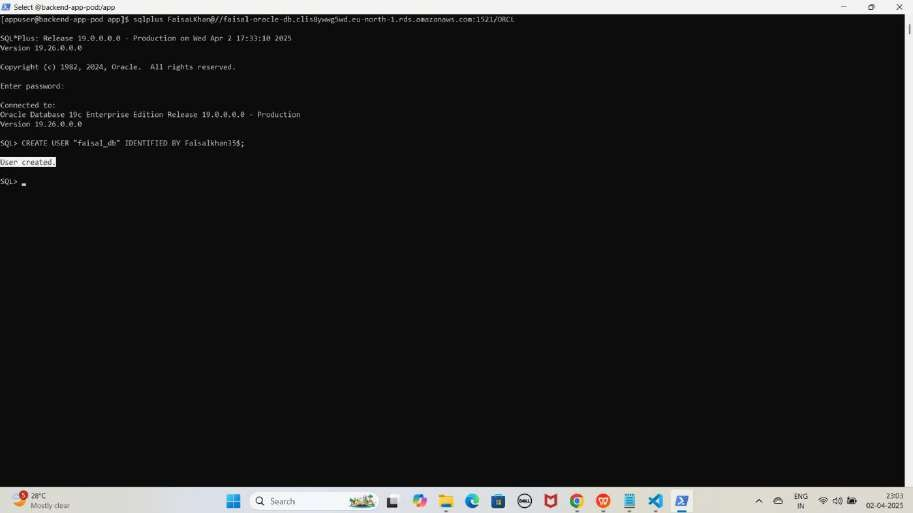 Select @backend-app-pod:/app
[appuser@backend-app-pod app]$ sqlplus FaisalKhan@//faisal-oracle-db.clis8ywwg5wd.eu-north-1.rds.amazonaws.com:1521/ORCL
SQL*Plus: Release 19.0.0.0.0 - Production on Wed Apr 2 17:33:10 2025
Version 19.26.0.0.0
Copyright (c) 1982, 2024, Oracle.  All rights reserved.
Enter password:
Connected to:
Oracle Database 19c Enterprise Edition Release 19.0.0.0.0 - Production
Version 19.26.0.0.0
SQL> CREATE USER "faisal_db" IDENTIFIED BY Faisalkhan35$;
User created.
SQL> _
5
28°C
Mostly clear
Search
DELL
ENG
IN
23:03
02-04-2025